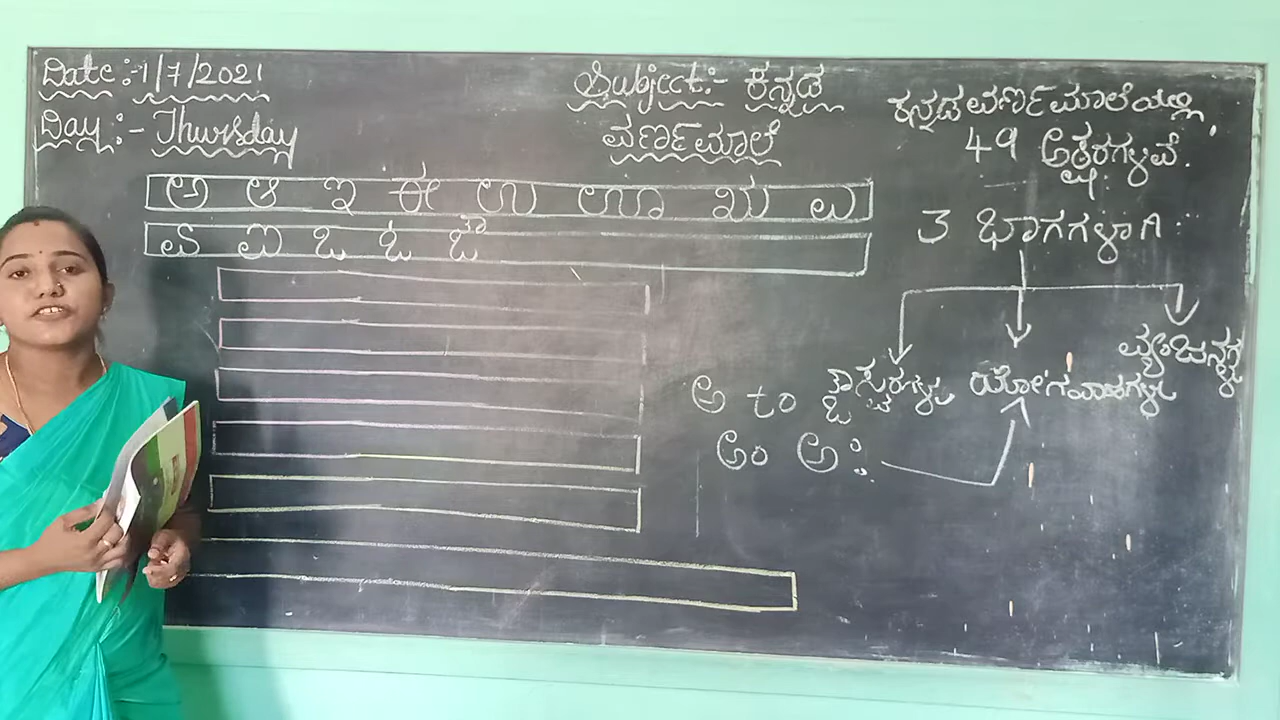 Date:- 1/7/2021
Day:- Thursday
Subject:- ಕನ್ನಡ
ವರ್ಣಮಾಲೆ
ಅ ಆ ಇ ಈ ಉ ಊ ಋ ಎ
ಏ ಐ ಒ ಓ ಔ
ಕನ್ನಡ ವರ್ಣಮಾಲೆಯಲ್ಲಿ
49 ಅಕ್ಷರಗಳಿವೆ.
3 ಭಾಗಗಳಾಗಿ:
ಸ್ವರಗಳು ಯೋಗವಾಹಗಳು ವ್ಯಂಜನಗಳು
ಅ to ಔ
ಅಂ ಅಃ